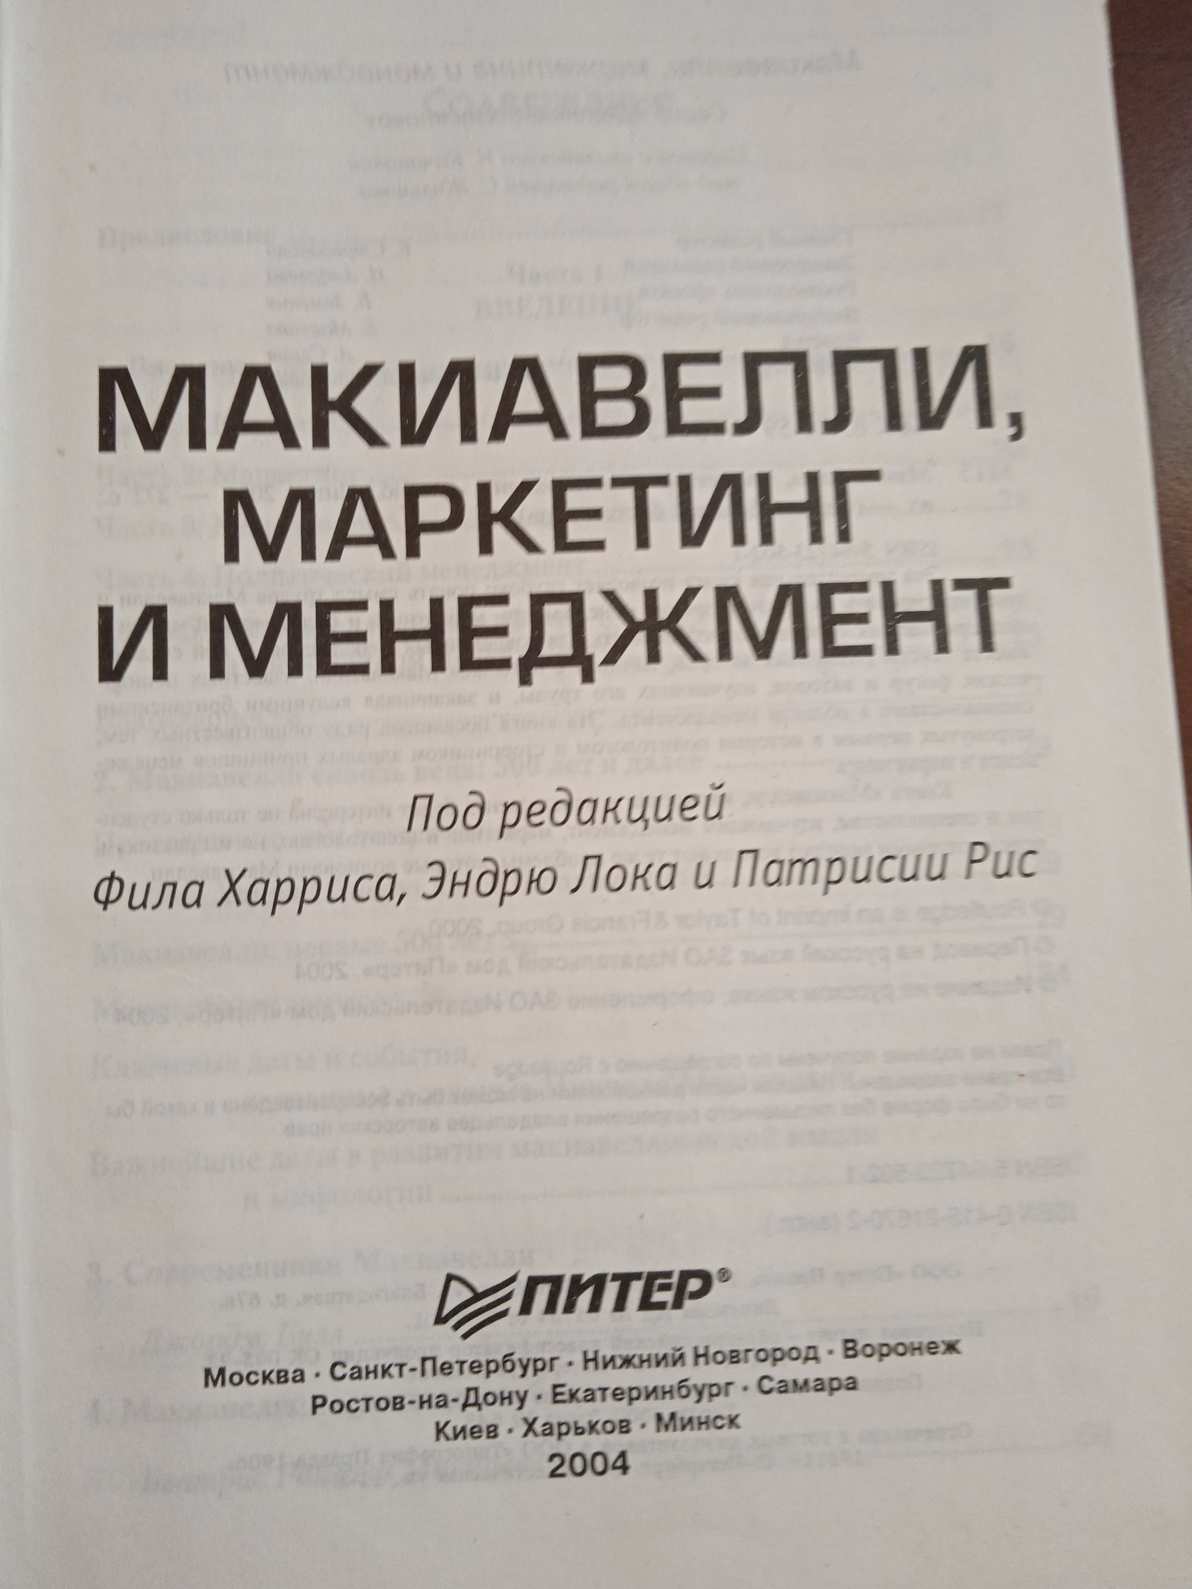 МАКИАВЕЛЛИ,
МАРКЕТИНГ
И МЕНЕДЖМЕНТ
Под редакцией
Фила Харриса, Эндрю Лока и Патрисии Рис
ПИТЕР®
Москва · Санкт-Петербург · Нижний Новгород · Воронеж
Ростов-на-Дону · Екатеринбург · Самара
Киев · Харьков · Минск
2004